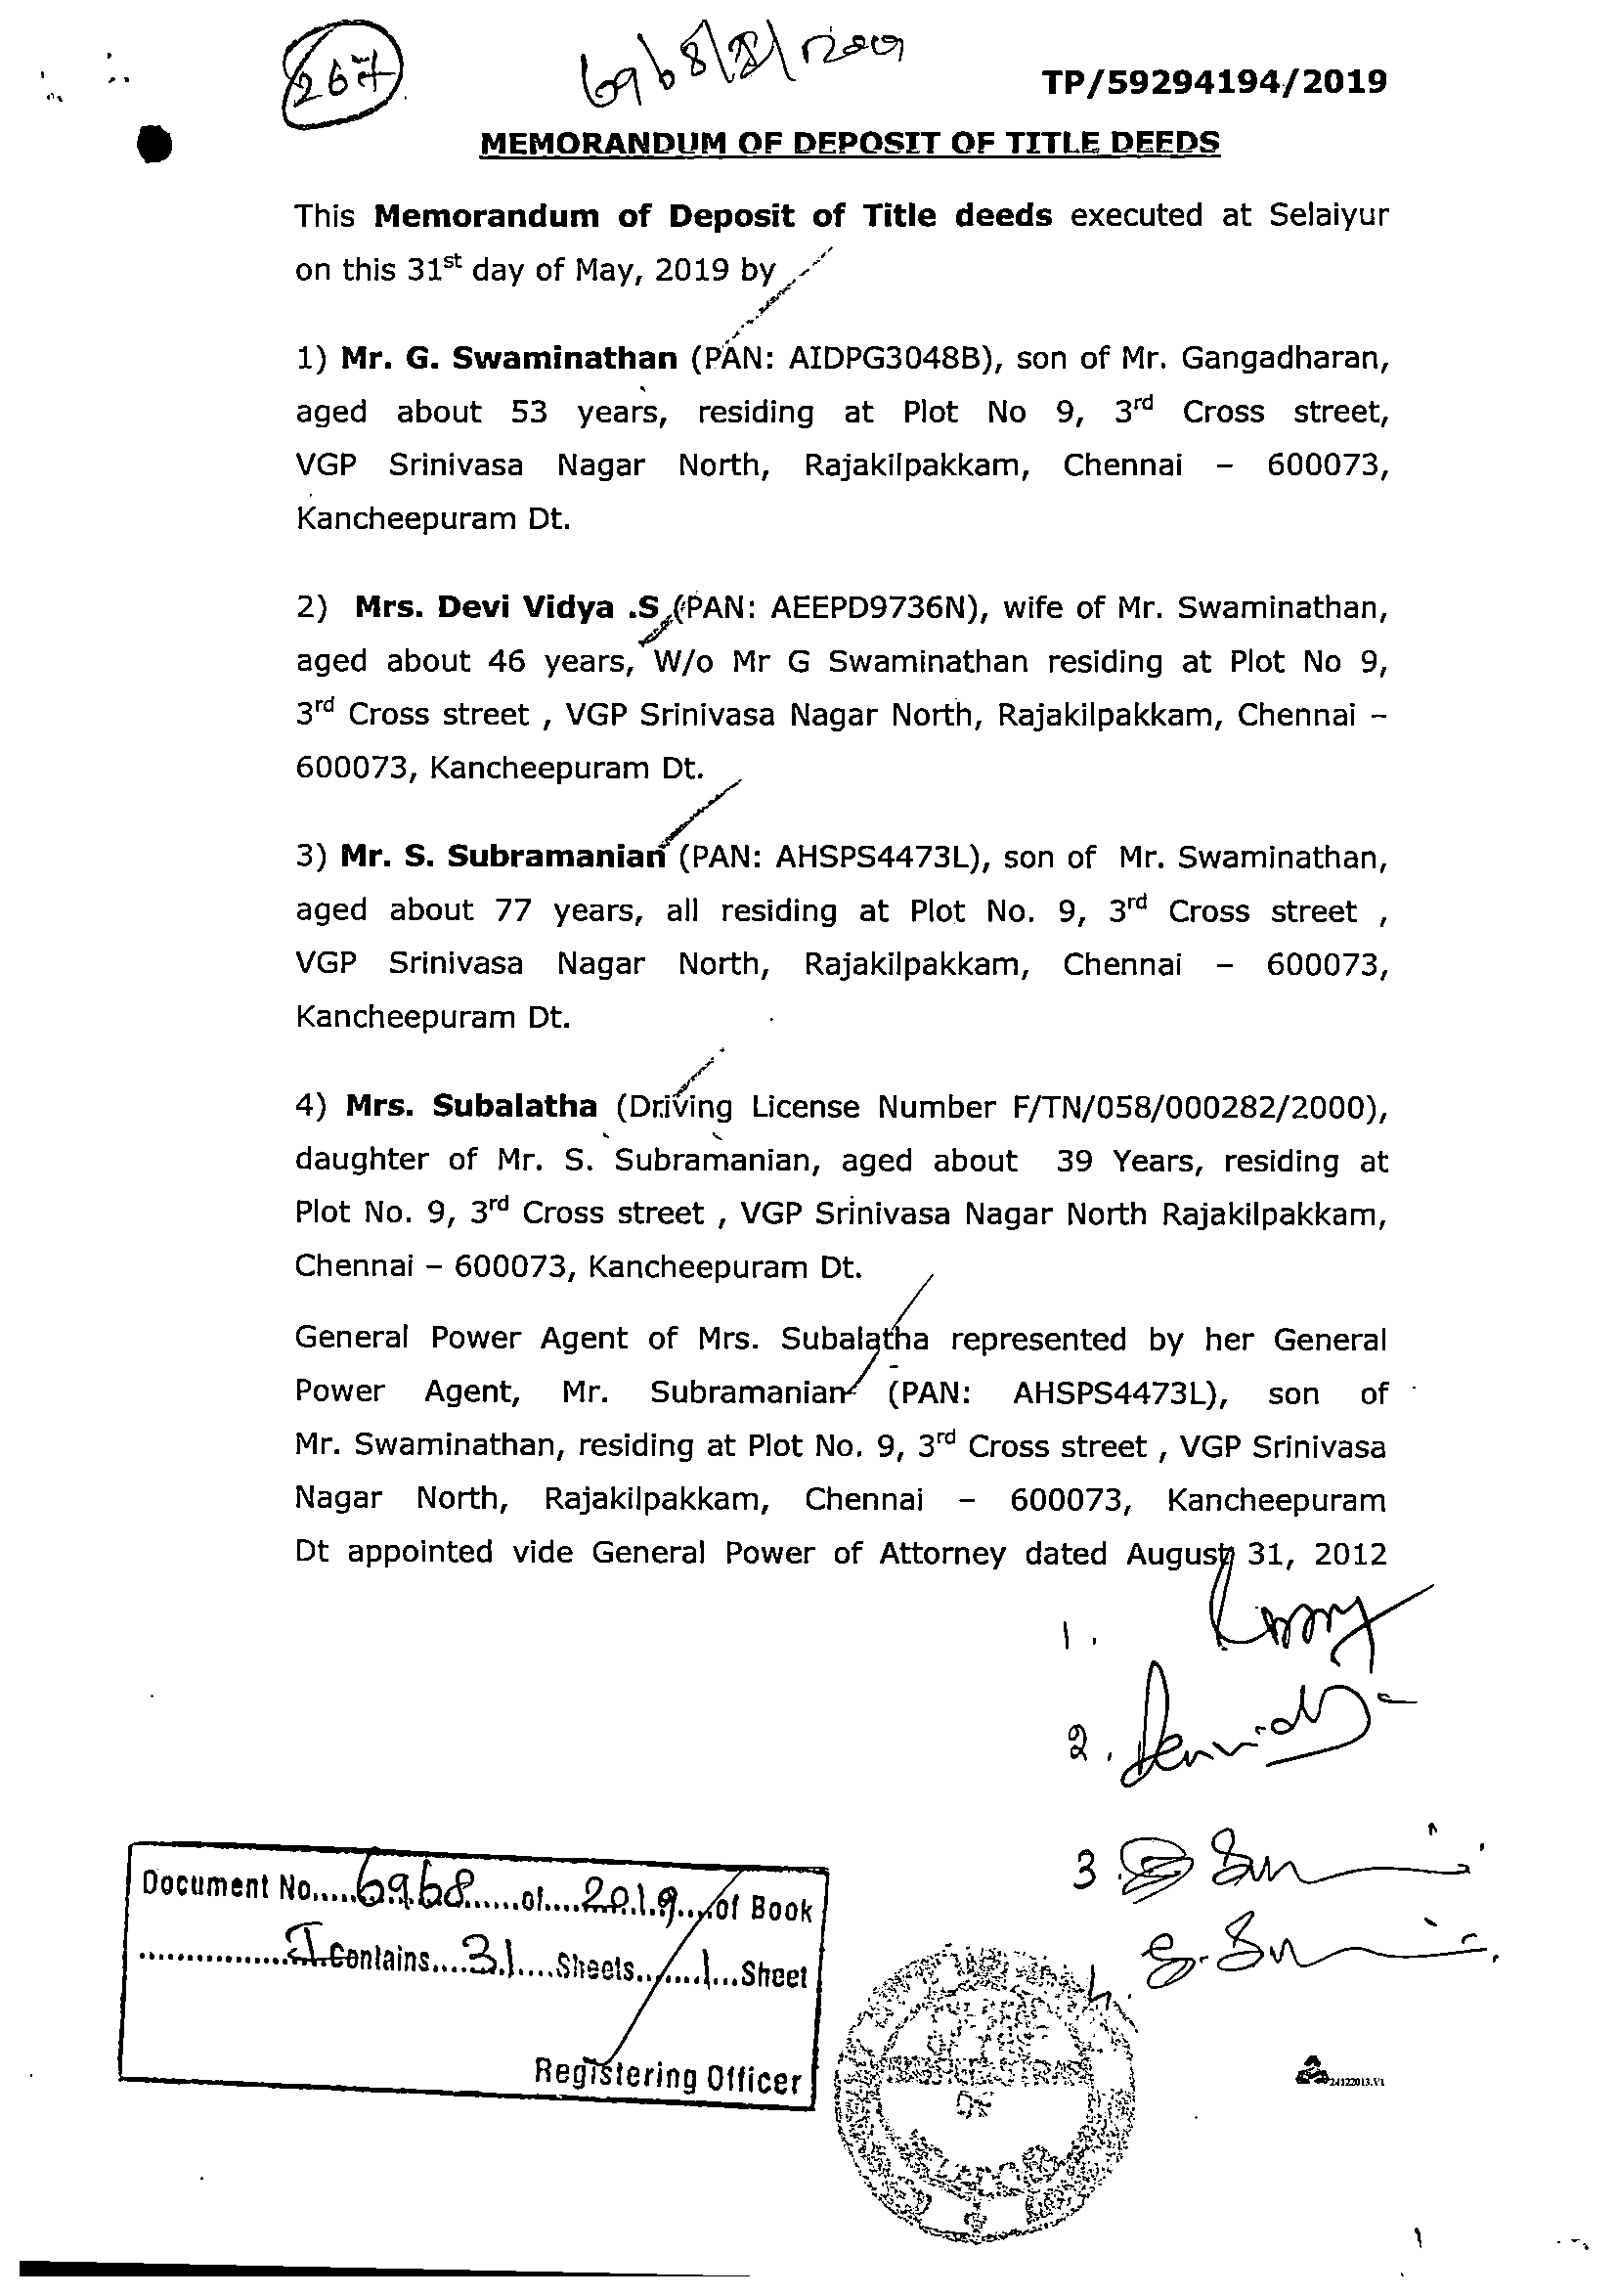 267
6968/8/2009
TP/59294194/2019
MEMORANDUM OF DEPOSIT OF TITLE DEEDS
This Memorandum of Deposit of Title deeds executed at Selaiyur
on this 31st day of May, 2019 by
1) Mr. G. Swaminathan (PAN: AIDPG3048B), son of Mr. Gangadharan,
aged about 53 years, residing at Plot No 9, 3rd Cross street,
VGP Srinivasa Nagar North, Rajakilpakkam, Chennai – 600073,
Kancheepuram Dt.
2) Mrs. Devi Vidya .S (PAN: AEEPD9736N), wife of Mr. Swaminathan,
aged about 46 years, W/o Mr G Swaminathan residing at Plot No 9,
3rd Cross street , VGP Srinivasa Nagar North, Rajakilpakkam, Chennai –
600073, Kancheepuram Dt.
3) Mr. S. Subramanian (PAN: AHSPS4473L), son of Mr. Swaminathan,
aged about 77 years, all residing at Plot No. 9, 3rd Cross street ,
VGP Srinivasa Nagar North, Rajakilpakkam, Chennai – 600073,
Kancheepuram Dt.
4) Mrs. Subalatha (Driving License Number F/TN/058/000282/2000),
daughter of Mr. S. Subramanian, aged about 39 Years, residing at
Plot No. 9, 3rd Cross street , VGP Srinivasa Nagar North Rajakilpakkam,
Chennai – 600073, Kancheepuram Dt.
General Power Agent of Mrs. Subalatha represented by her General
Power Agent, Mr. Subramanian (PAN: AHSPS4473L), son of
Mr. Swaminathan, residing at Plot No. 9, 3rd Cross street , VGP Srinivasa
Nagar North, Rajakilpakkam, Chennai – 600073, Kancheepuram
Dt appointed vide General Power of Attorney dated August 31, 2012
1.
2.
3
4.
Document No.....6968......of....2019....of Book
...............I Contains....31....Sheets.......1...Sheet
Registering Officer
24122013.V1